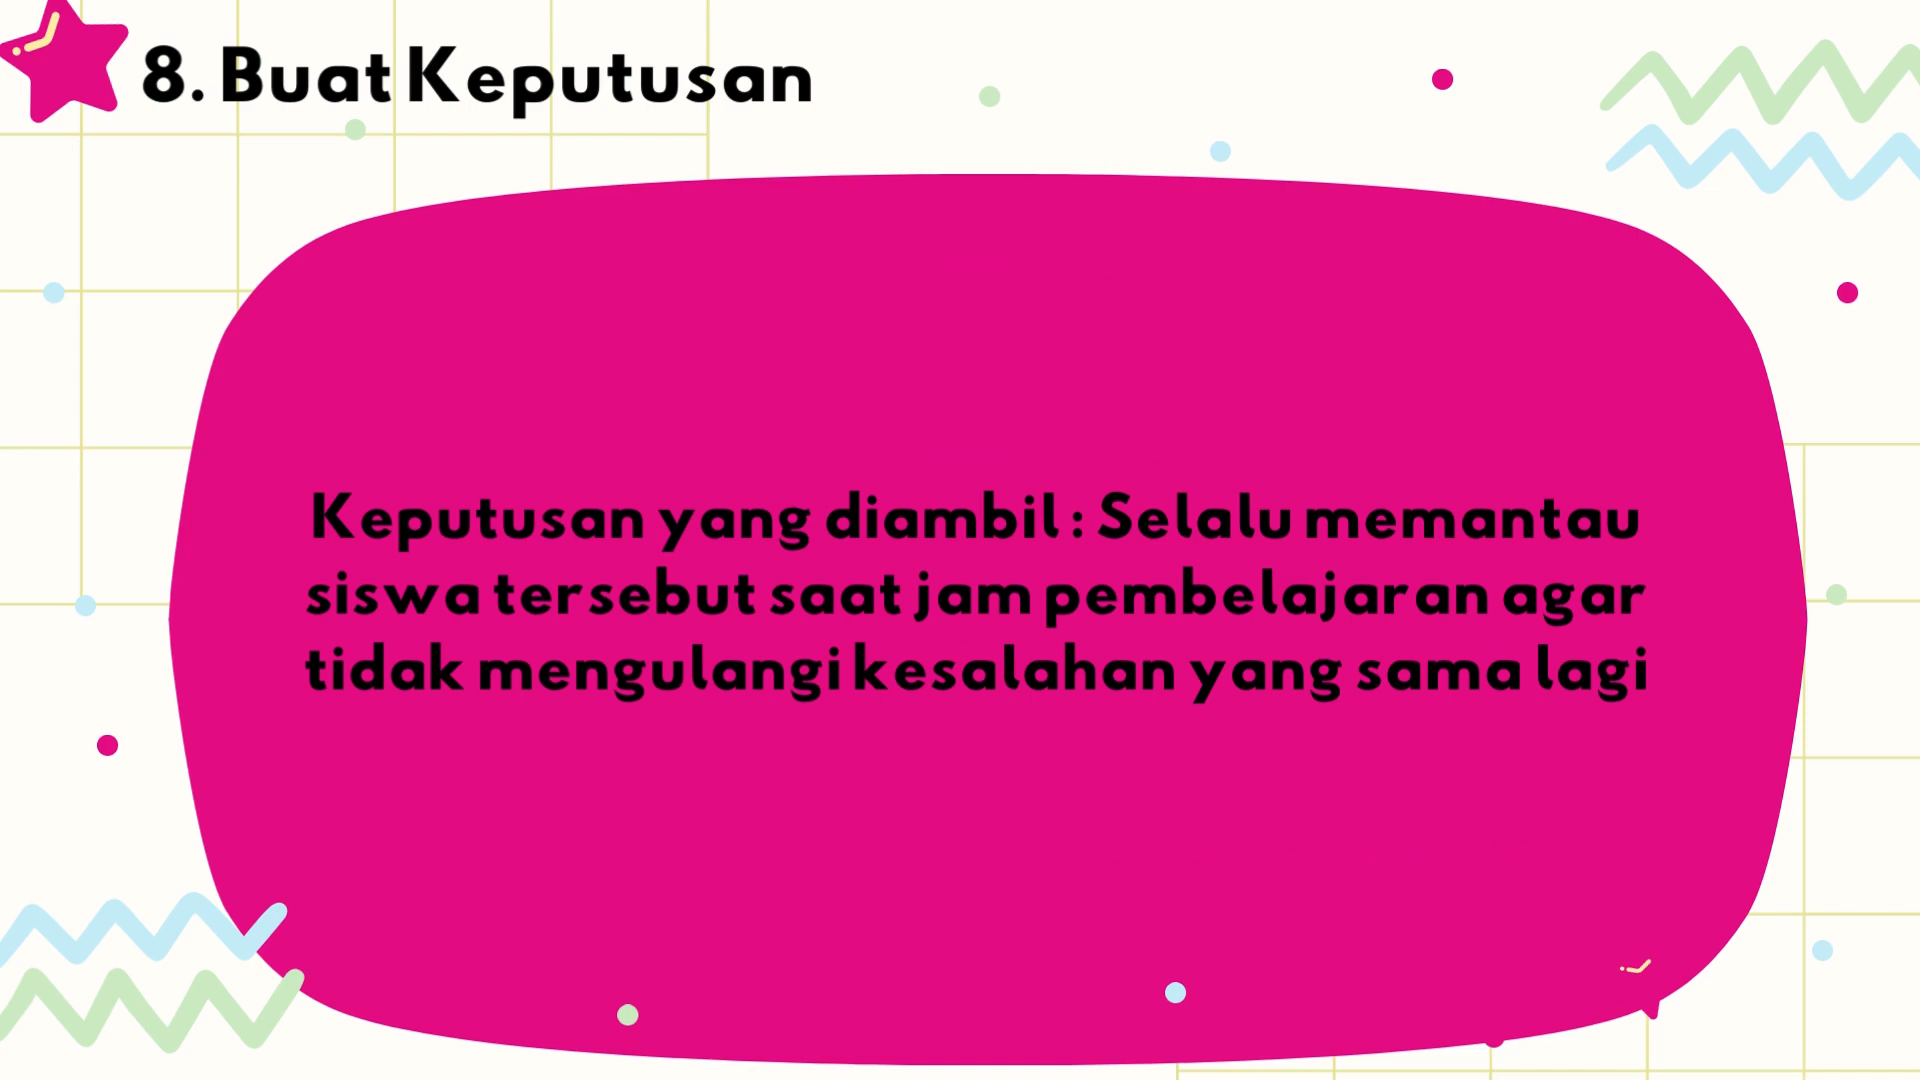 8. Buat Keputusan
Keputusan yang diambil : Selalu memantau
siswa tersebut saat jam pembelajaran agar
tidak mengulangi kesalahan yang sama lagi